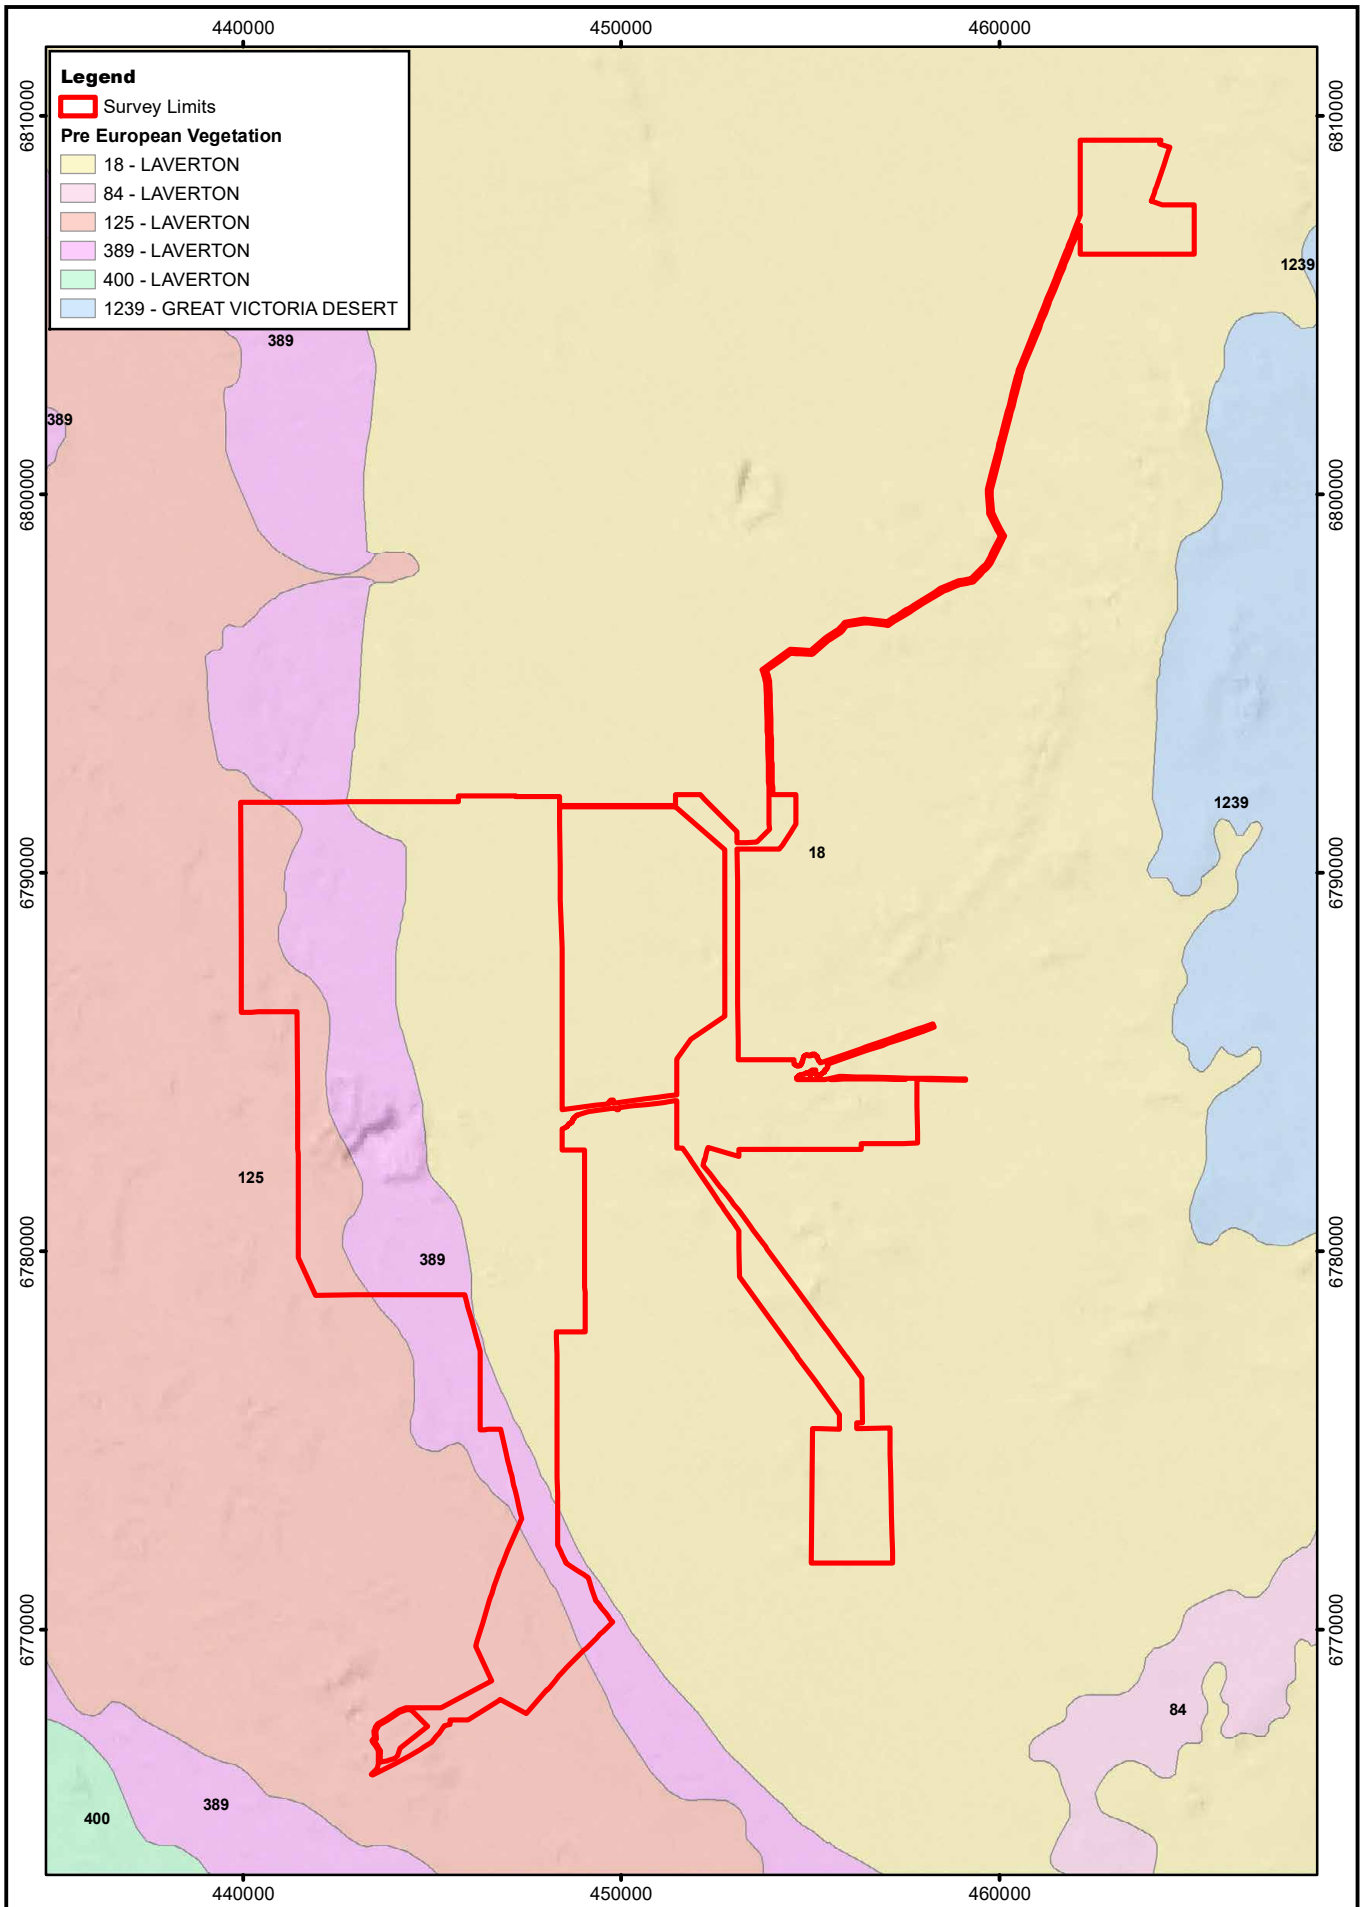 440000
450000
460000
6810000
6810000
Legend
Survey Limits
Pre European Vegetation
18 - LAVERTON
84 - LAVERTON
125 - LAVERTON
389 - LAVERTON
400 - LAVERTON
1239 - GREAT VICTORIA DESERT
1239
389
389
6800000
6800000
1239
18
6790000
6790000
125
389
6780000
6780000
6770000
6770000
84
389
400
440000
450000
460000